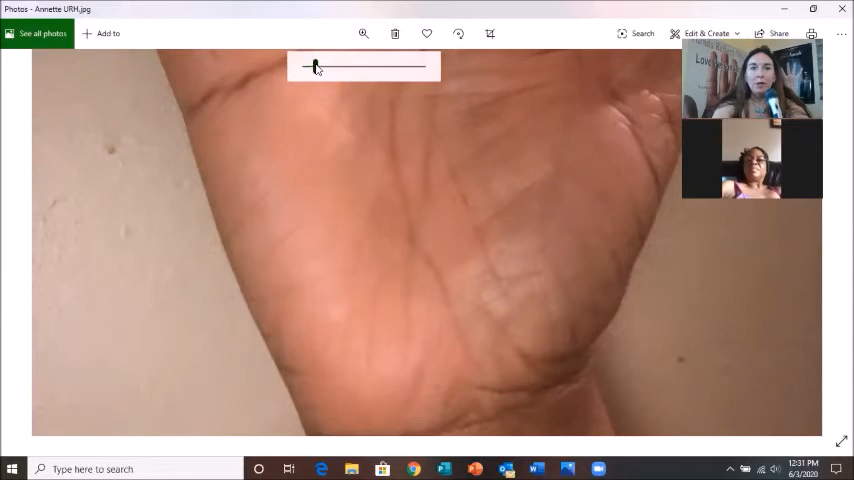 Photos - Annette URH.jpg
See all photos
Add to
Search
Edit & Create
Share
Love
Type here to search
12:31 PM
6/3/2020